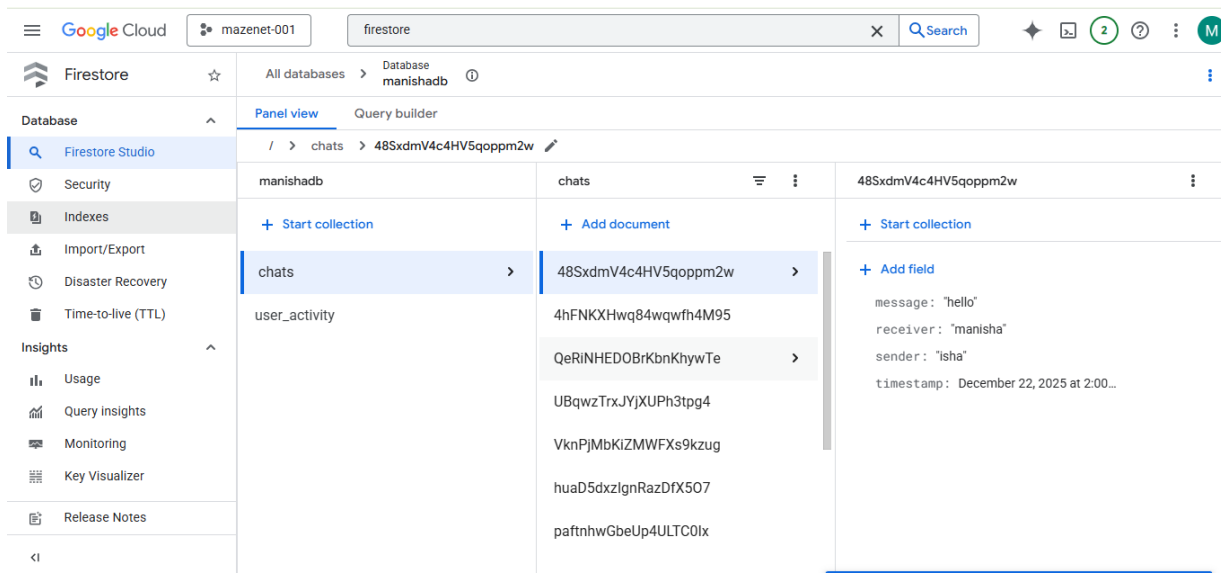 Google Cloud
mazenet-001
firestore
Search
2
M
Firestore
All databases
Database
manishadb
Database
Panel view
Query builder
/ > chats > 48SxdmV4c4HV5qoppm2w
Firestore Studio
Security
Indexes
Import/Export
Disaster Recovery
Time-to-live (TTL)
Insights
Usage
Query insights
Monitoring
Key Visualizer
Release Notes
manishadb
+ Start collection
chats
user_activity
chats
+ Add document
48SxdmV4c4HV5qoppm2w
4hFNKXHwq84wqwfh4M95
QeRiNHEDOBrKbnKhywTe
UBqwzTrxJYjXUPh3tpg4
VknPjMbKiZMWFXs9kzug
huaD5dxzIgnRazDfX5O7
paftnhwGbeUp4ULTC0Ix
48SxdmV4c4HV5qoppm2w
+ Start collection
+ Add field
message: "hello"
receiver: "manisha"
sender: "isha"
timestamp: December 22, 2025 at 2:00...